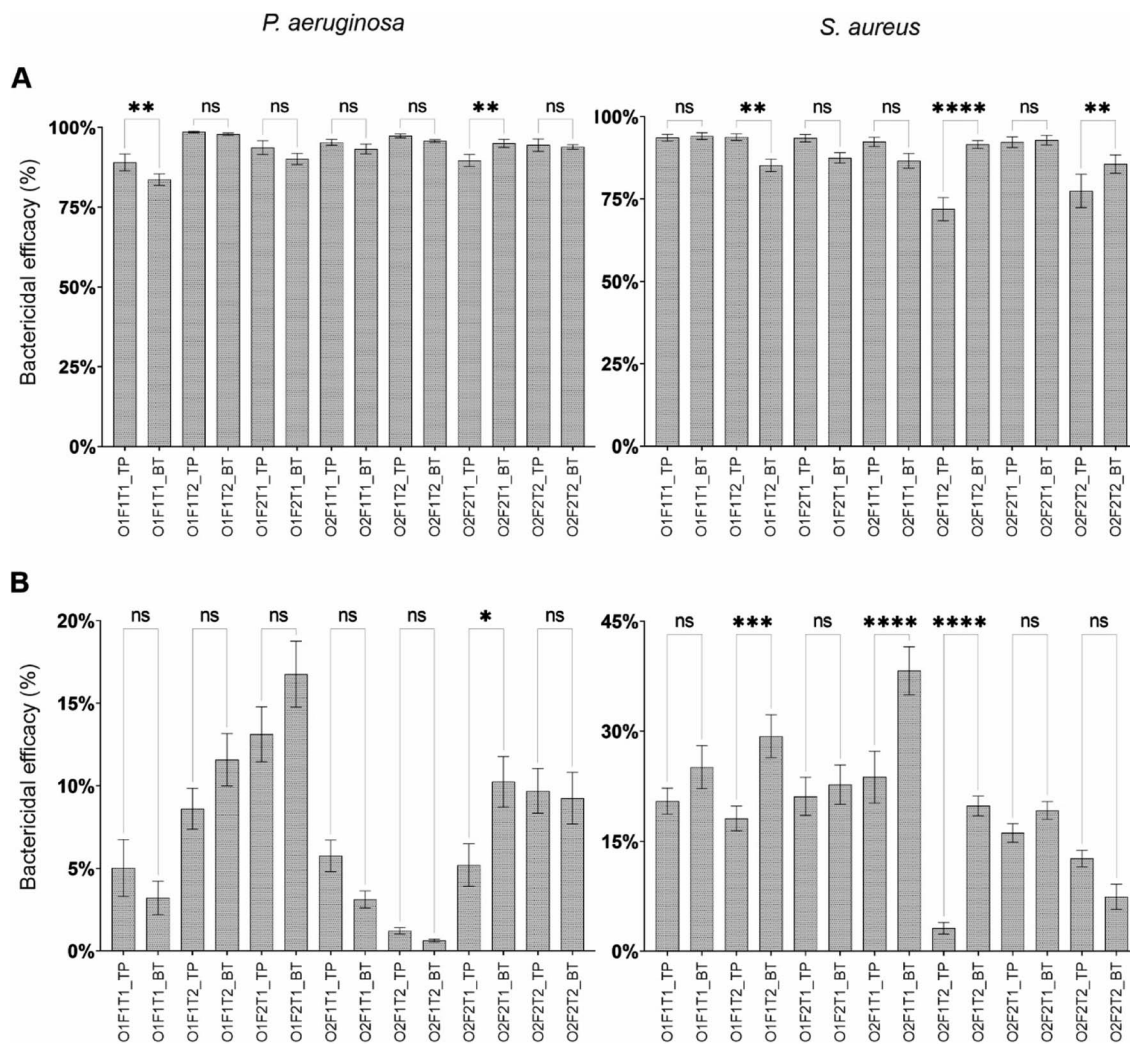 P. aeruginosa
S. aureus
A
Bactericidal efficacy (%)
100%
75%
50%
25%
0%
** ns ns ns ns ** ns
O1F1T1_TP
O1F1T1_BT
O1F1T2_TP
O1F1T2_BT
O1F2T1_TP
O1F2T1_BT
O2F1T1_TP
O2F1T1_BT
O2F1T2_TP
O2F1T2_BT
O2F2T1_TP
O2F2T1_BT
O2F2T2_TP
O2F2T2_BT
100%
75%
50%
25%
0%
ns ** ns ns **** ns **
O1F1T1_TP
O1F1T1_BT
O1F1T2_TP
O1F1T2_BT
O1F2T1_TP
O1F2T1_BT
O2F1T1_TP
O2F1T1_BT
O2F1T2_TP
O2F1T2_BT
O2F2T1_TP
O2F2T1_BT
O2F2T2_TP
O2F2T2_BT
B
Bactericidal efficacy (%)
20%
15%
10%
5%
0%
ns ns ns ns ns * ns
O1F1T1_TP
O1F1T1_BT
O1F1T2_TP
O1F1T2_BT
O1F2T1_TP
O1F2T1_BT
O2F1T1_TP
O2F1T1_BT
O2F1T2_TP
O2F1T2_BT
O2F2T1_TP
O2F2T1_BT
O2F2T2_TP
O2F2T2_BT
45%
30%
15%
0%
ns *** ns **** **** ns ns
O1F1T1_TP
O1F1T1_BT
O1F1T2_TP
O1F1T2_BT
O1F2T1_TP
O1F2T1_BT
O2F1T1_TP
O2F1T1_BT
O2F1T2_TP
O2F1T2_BT
O2F2T1_TP
O2F2T1_BT
O2F2T2_TP
O2F2T2_BT